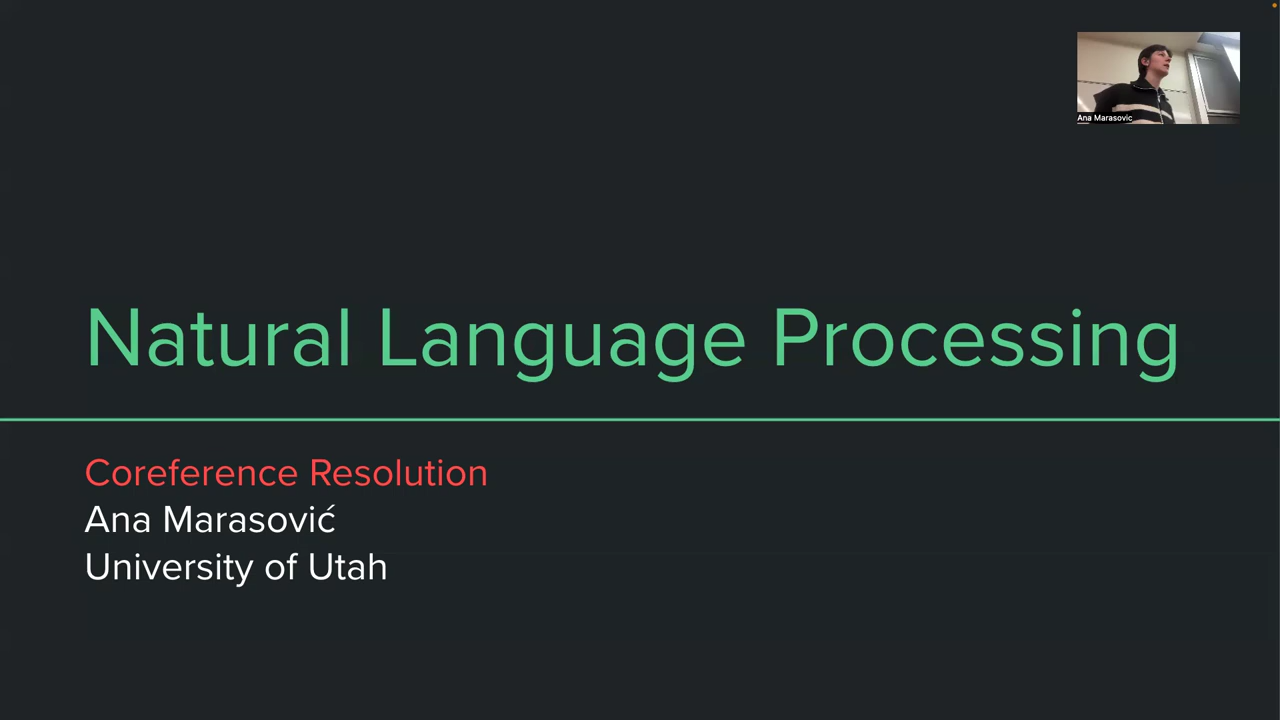 Ana Marasovic
Natural Language Processing
Coreference Resolution
Ana Marasović
University of Utah